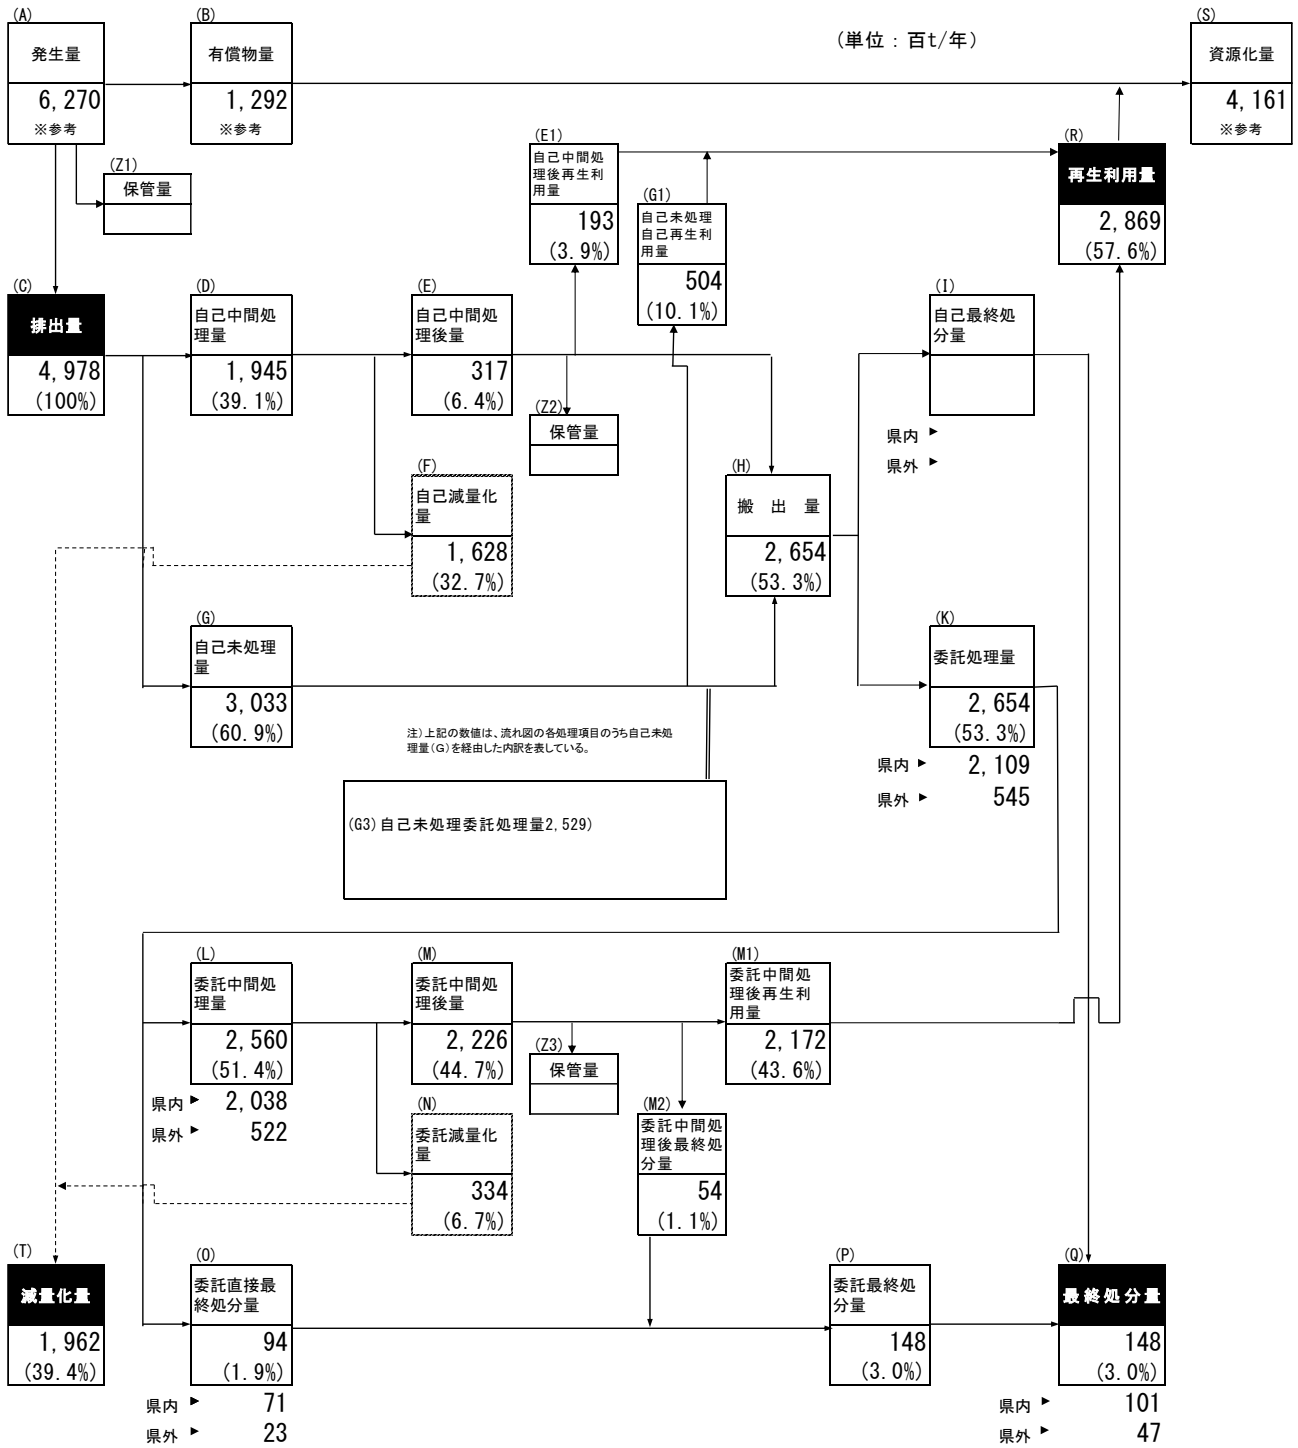 (A)
発生量
6,270
※参考
(B)
有償物量
1,292
※参考
(単位：百t/年)
(S)
資源化量
4,161
※参考
(Z1)
保管量
(E1)
自己中間処
理後再生利
用量
193
(3.9%)
(G1)
自己未処理
自己再生利
用量
504
(10.1%)
(R)
再生利用量
2,869
(57.6%)
(C)
排出量
4,978
(100%)
(D)
自己中間処
理量
1,945
(39.1%)
(E)
自己中間処
理後量
317
(6.4%)
(Z2)
保管量
(I)
自己最終処
分量
県内
県外
(F)
自己減量化
量
1,628
(32.7%)
(H)
搬 出 量
2,654
(53.3%)
(G)
自己未処理
量
3,033
(60.9%)
(K)
委託処理量
2,654
(53.3%)
県内 2,109
県外 545
注)上記の数値は、流れ図の各処理項目のうち自己未処
理量(G)を経由した内訳を表している。
(G3)自己未処理委託処理量2,529)
(L)
委託中間処
理量
2,560
(51.4%)
県内 2,038
県外 522
(M)
委託中間処
理後量
2,226
(44.7%)
(Z3)
保管量
(M1)
委託中間処
理後再生利
用量
2,172
(43.6%)
(N)
委託減量化
量
334
(6.7%)
(M2)
委託中間処
理後最終処
分量
54
(1.1%)
(T)
減量化量
1,962
(39.4%)
(O)
委託直接最
終処分量
94
(1.9%)
県内 71
県外 23
(P)
委託最終処
分量
148
(3.0%)
(Q)
最終処分量
148
(3.0%)
県内 101
県外 47